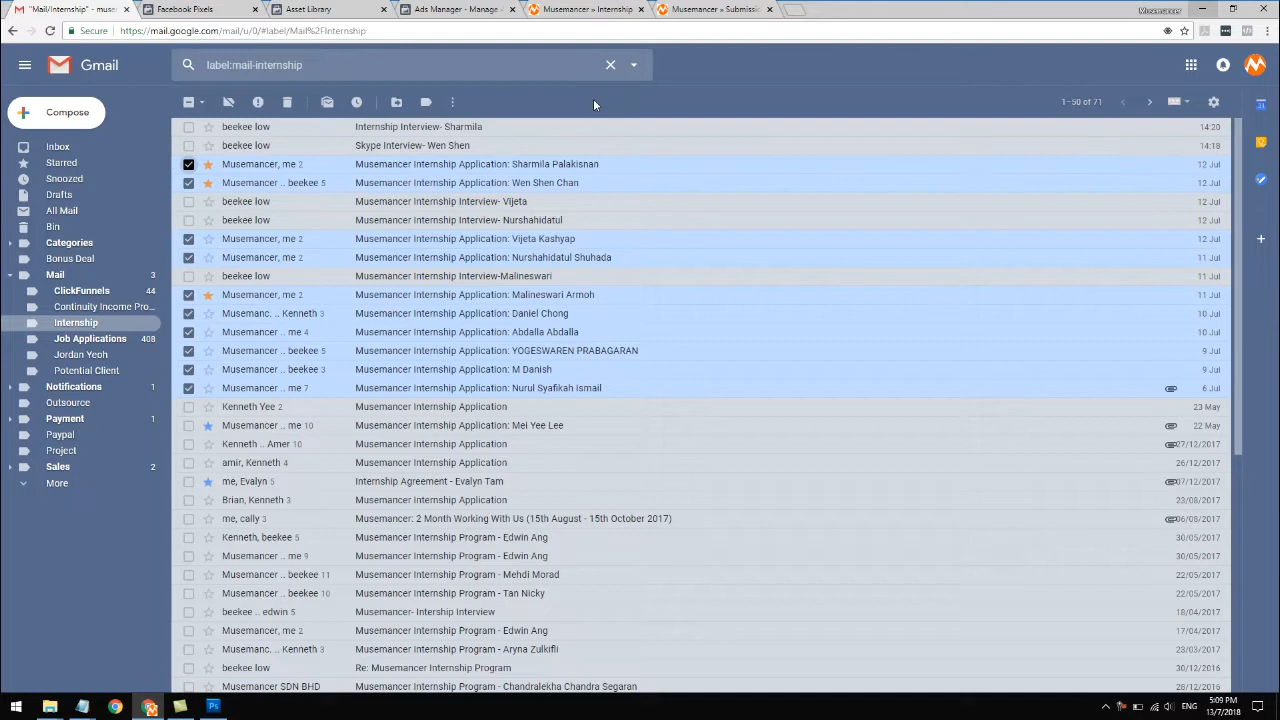 "Mail/Internship" - muse
Facebook Pixels
Asset Library
Ads Manager - Manage
Musemancer » Internship
Musemancer » Submissi
Musemancer
Secure
https://mail.google.com/mail/u/0/#label/Mail%2FInternship
Gmail
label:mail-internship
Compose
1–50 of 71
Inbox
Starred
Snoozed
Drafts
All Mail
Bin
Categories
Bonus Deal
Mail 3
ClickFunnels 44
Continuity Income Pro...
Internship
Job Applications 408
Jordan Yeoh
Potential Client
Notifications 1
Outsource
Payment 1
Paypal
Project
Sales 2
More
beekee low Internship Interview- Sharmila 14:20
beekee low Skype Interview- Wen Shen 14:18
Musemancer, me 2 Musemancer Internship Application: Sharmila Palakisnan 12 Jul
Musemancer .. beekee 5 Musemancer Internship Application: Wen Shen Chan 12 Jul
beekee low Musemancer Internship Interview- Vijeta 12 Jul
beekee low Musemancer Internship Interview- Nurshahidatul 12 Jul
Musemancer, me 2 Musemancer Internship Application: Vijeta Kashyap 12 Jul
Musemancer, me 2 Musemancer Internship Application: Nurshahidatul Shuhada 11 Jul
beekee low Musemancer Internship Interview-Malineswari 11 Jul
Musemancer, me 2 Musemancer Internship Application: Malineswari Armoh 11 Jul
Musemanc. .. Kenneth 3 Musemancer Internship Application: Daniel Chong 10 Jul
Musemancer .. me 4 Musemancer Internship Application: Abdalla Abdalla 10 Jul
Musemancer .. beekee 5 Musemancer Internship Application: YOGESWAREN PRABAGARAN 9 Jul
Musemancer .. beekee 3 Musemancer Internship Application: M Danish 9 Jul
Musemancer .. me 7 Musemancer Internship Application: Nurul Syafikah Ismail 6 Jul
Kenneth Yee 2 Musemancer Internship Application 23 May
Musemancer .. me 10 Musemancer Internship Application: Mei Yee Lee 22 May
Kenneth .. Amer 10 Musemancer Internship Application 27/12/2017
amir, Kenneth 4 Musemancer Internship Application 26/12/2017
me, Evalyn 5 Internship Agreement - Evalyn Tam 07/12/2017
Brian, Kenneth 3 Musemancer Internship Application 23/08/2017
me, cally 3 Musemancer: 2 Month Working With Us (15th August - 15th October 2017) 06/08/2017
Kenneth, beekee 5 Musemancer Internship Program - Edwin Ang 30/05/2017
Musemancer .. me 9 Musemancer Internship Program - Edwin Ang 30/05/2017
Musemancer .. beekee 11 Musemancer Internship Program - Mehdi Morad 22/05/2017
Musemancer .. beekee 10 Musemancer Internship Program - Tan Nicky 22/05/2017
beekee .. edwin 5 Musemancer- Intership Interview 18/04/2017
Musemancer, me 2 Musemancer Internship Program - Edwin Ang 17/04/2017
Musemanc. .. Kenneth 3 Musemancer Internship Program - Aryna Zulkifli 23/03/2017
beekee low Re: Musemancer Internship Program 30/12/2016
Musemancer SDN BHD Musemancer Internship Program - Chandralekha Chandra Segaran 28/12/2016
ENG
5:09 PM
13/7/2018